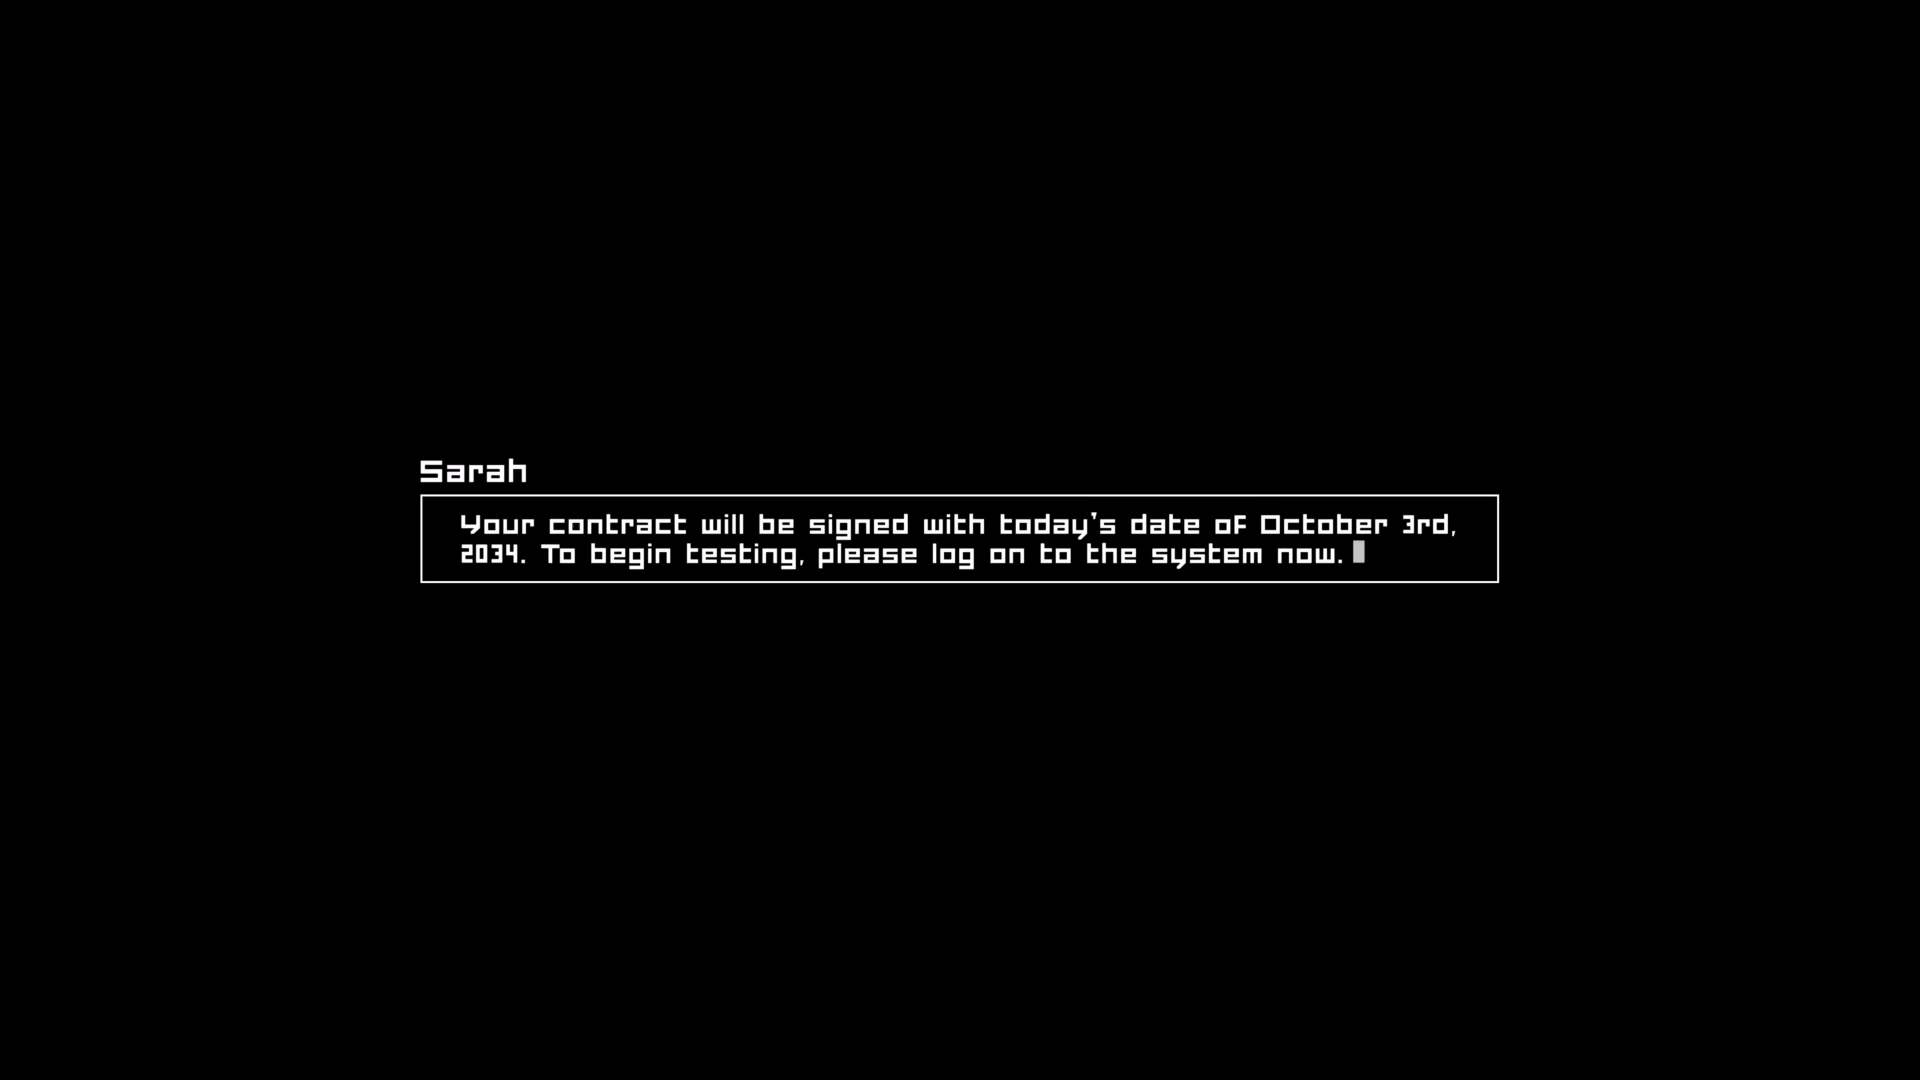 Sarah
Your contract will be signed with today's date of October 3rd,
2034. To begin testing, please log on to the system now.